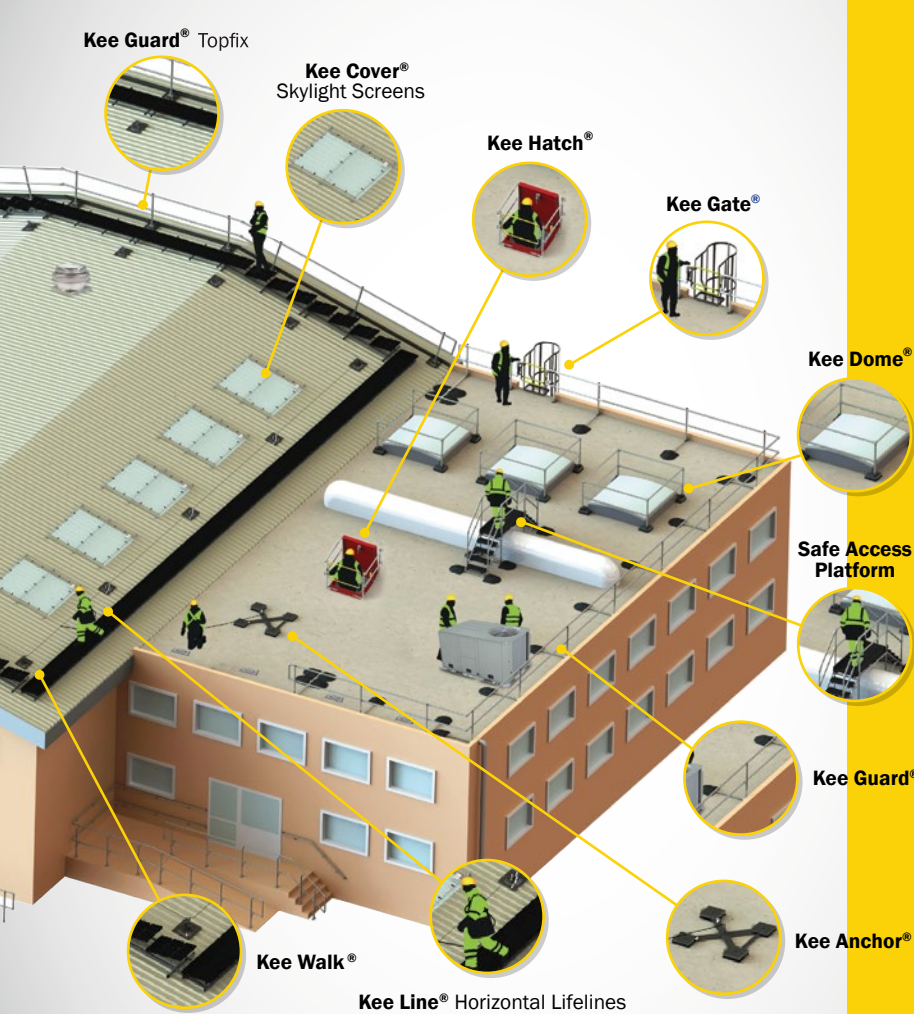 Kee Guard® Topfix
Kee Cover®
Skylight Screens
Kee Hatch®
Kee Gate®
Kee Dome®
Safe Access
Platform
Kee Guard®
Kee Anchor®
Kee Walk®
Kee Line® Horizontal Lifelines